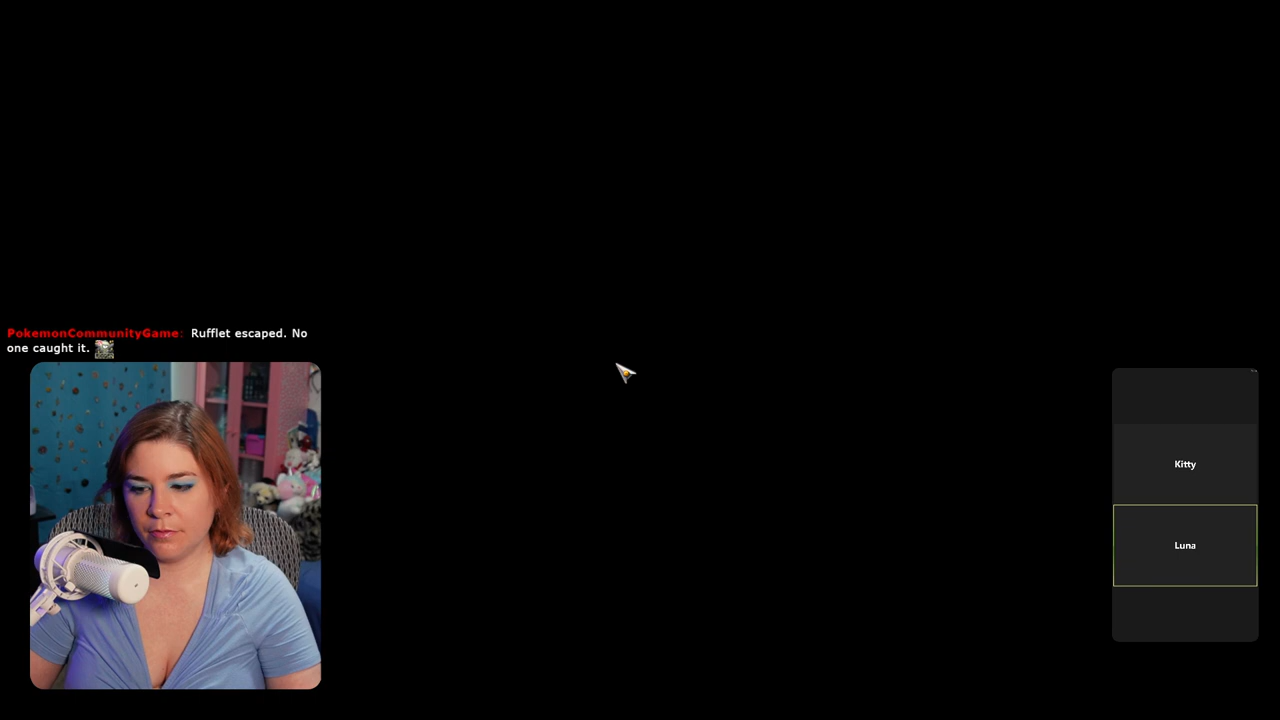 PokemonCommunityGame: Rufflet escaped. No
one caught it.
Kitty
Luna